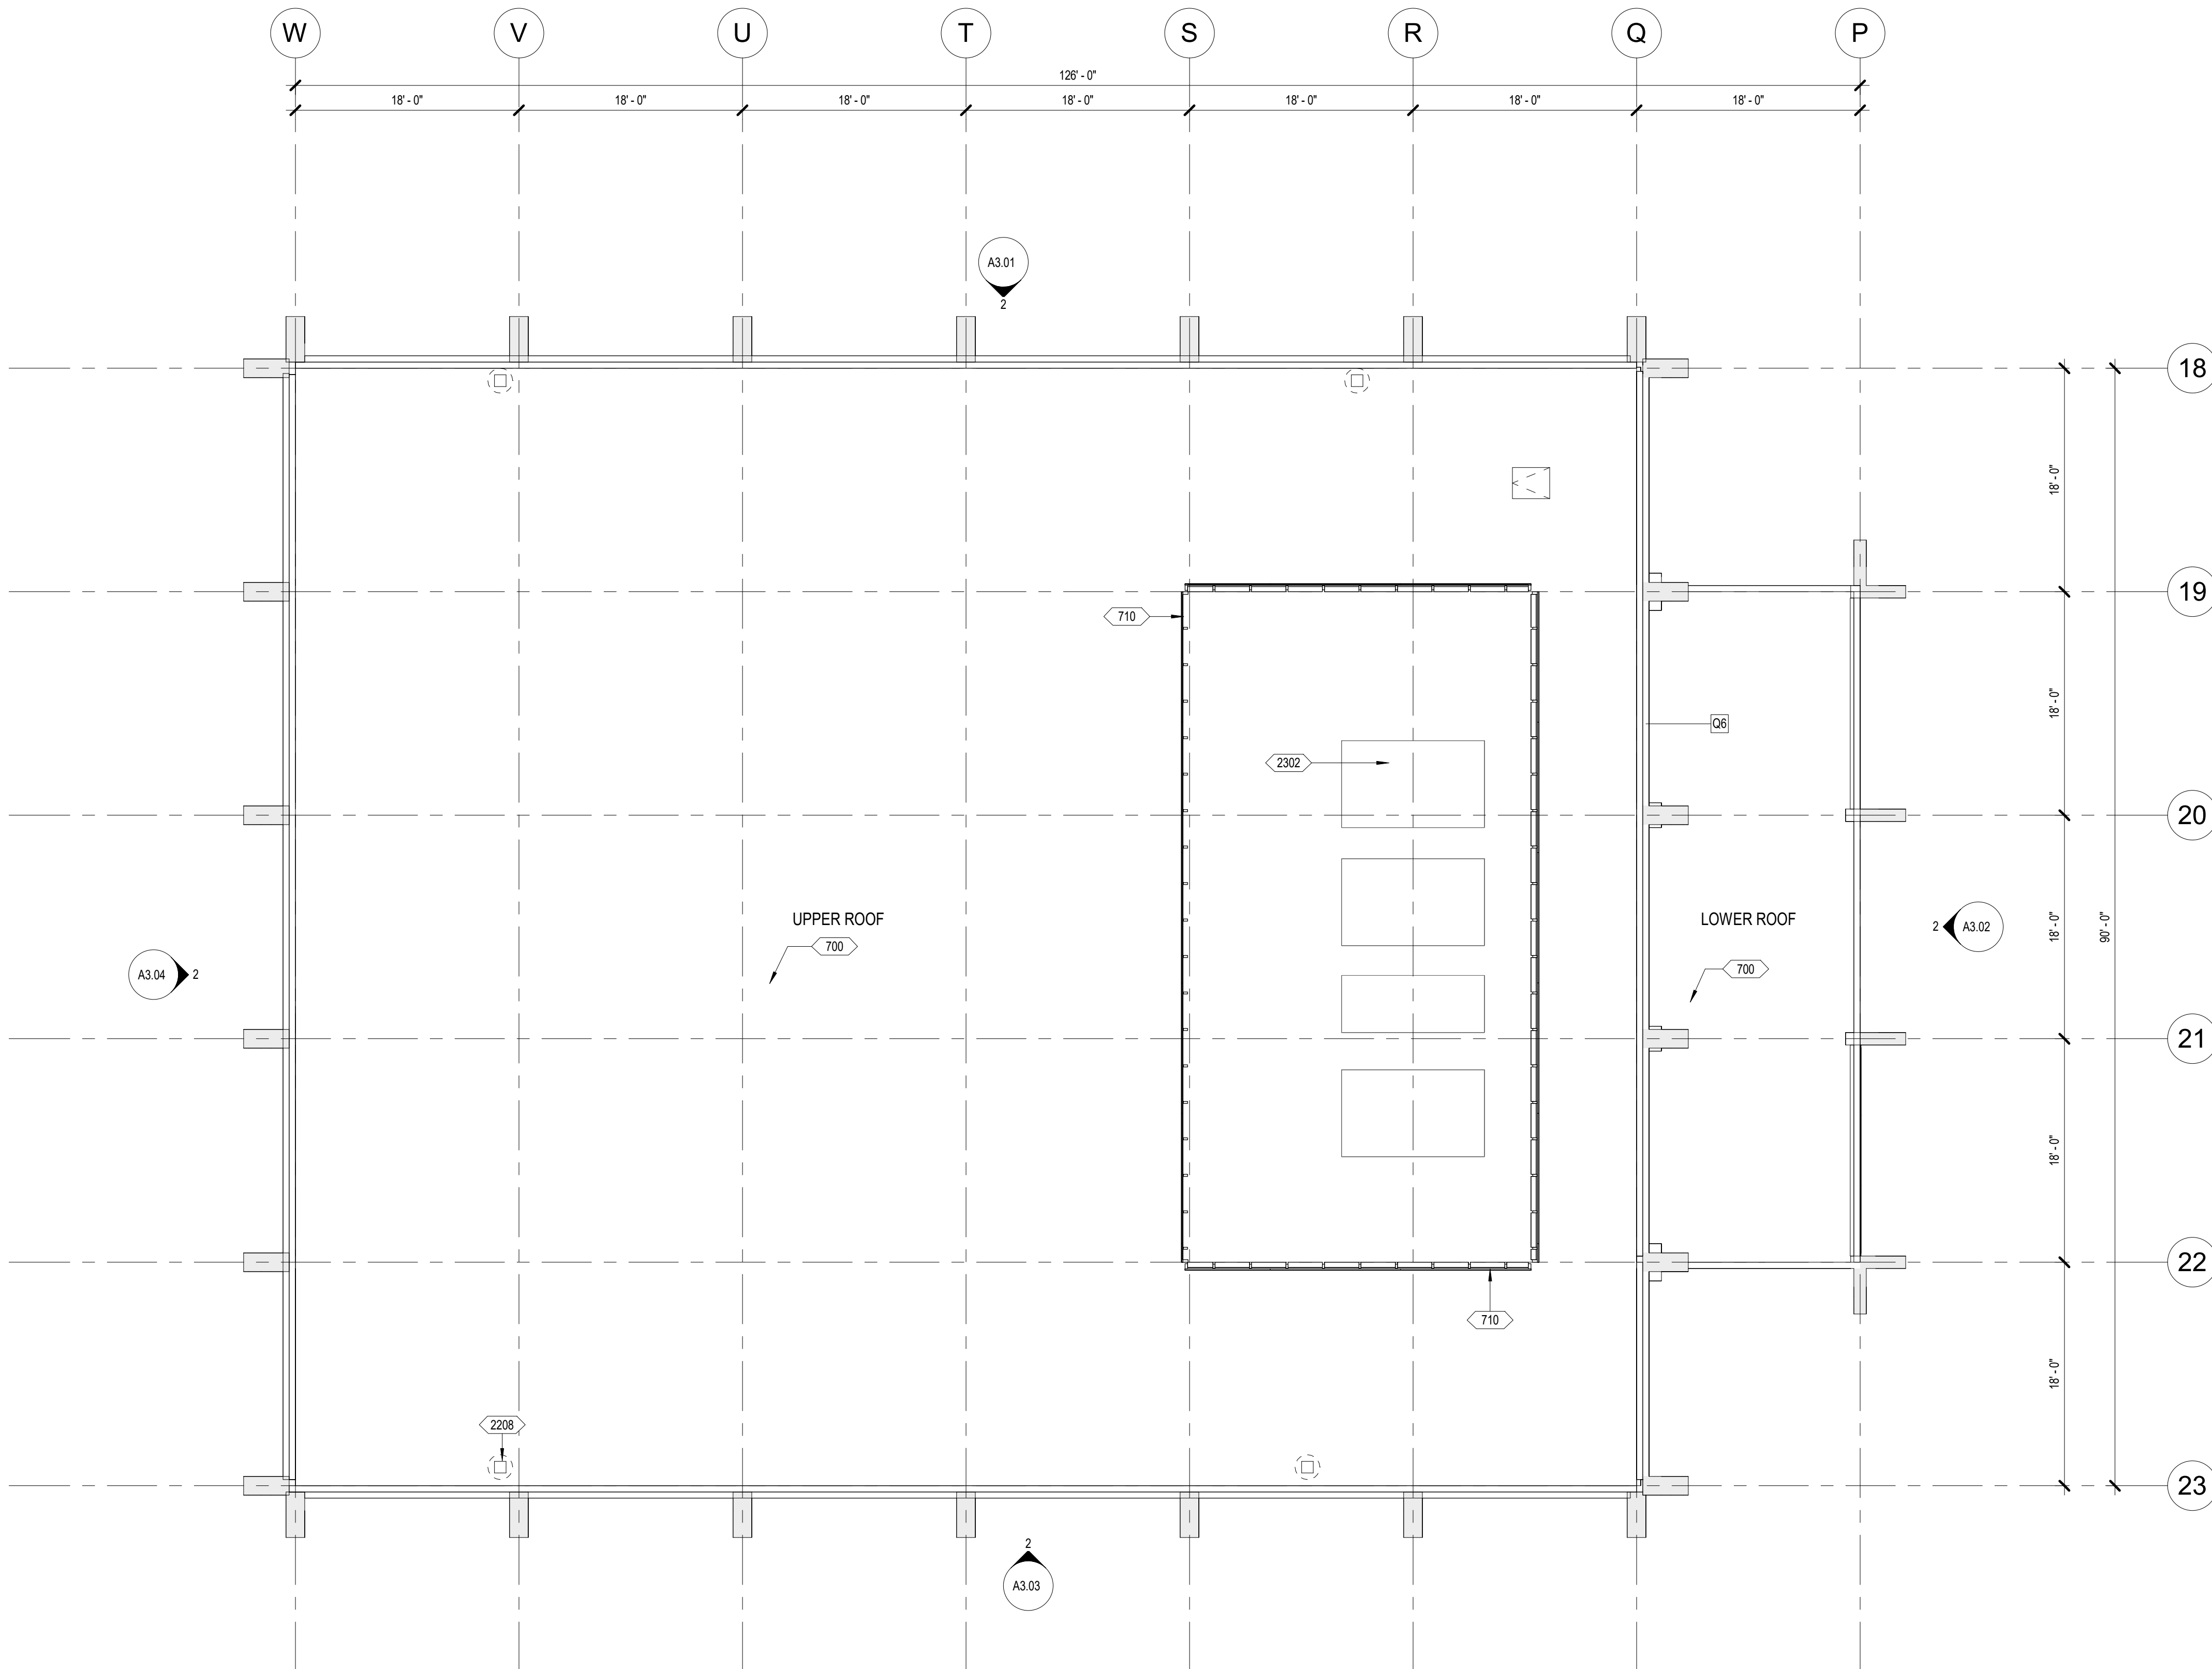 W V U T S R Q P
126' - 0"
18' - 0" 18' - 0" 18' - 0" 18' - 0" 18' - 0" 18' - 0" 18' - 0"
A3.01
2
18
18' - 0"
19
710
18' - 0"
Q6
2302
20
UPPER ROOF
700
LOWER ROOF
700
2 A3.02
18' - 0"
90' - 0"
A3.04 2
21
18' - 0"
22
710
18' - 0"
2208
23
2
A3.03